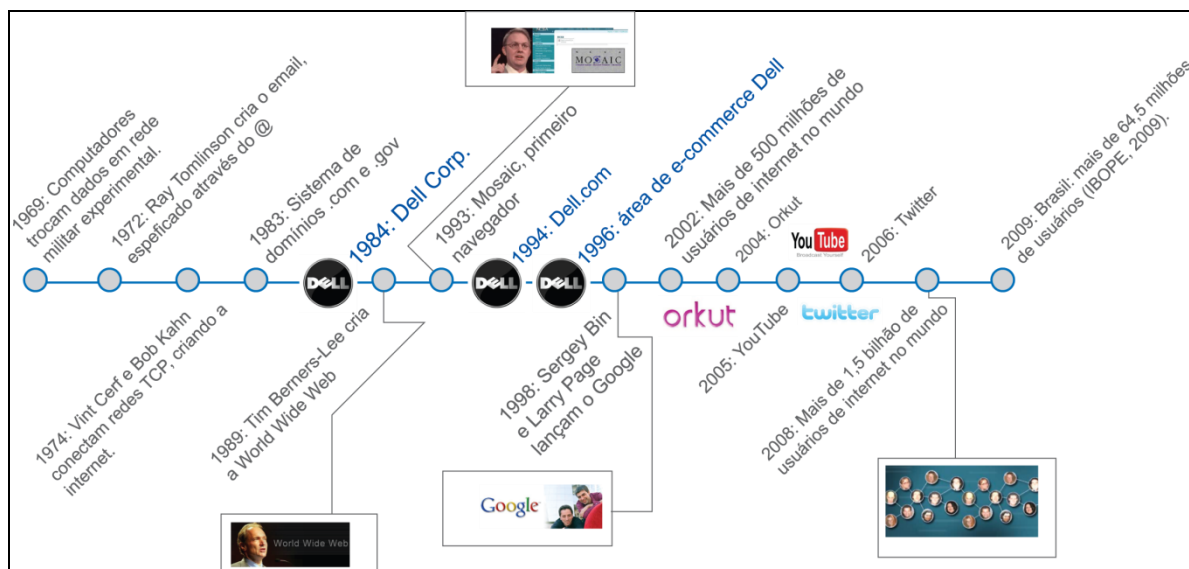 MOSAIC
1969: Computadores
trocam dados em rede
militar experimental.
1972: Ray Tomlinson cria o email,
espeficado através do @
1974: Vint Cerf e Bob Kahn
conectam redes TCP, criando a
internet.
1983: Sistema de
domínios .com e .gov
DELL
1984: Dell Corp.
1989: Tim Berners-Lee cria
a World Wide Web
World Wide Web
1993: Mosaic, primeiro
navegador
DELL
1994: Dell.com
DELL
1996: área de e-commerce Dell
1998: Sergey Bin
e Larry Page
lançam o Google
Google
2002: Mais de 500 milhões de
usuários de internet no mundo
orkut
2004: Orkut
You Tube
Broadcast Yourself
2005: YouTube
twitter
2006: Twitter
2008: Mais de 1,5 bilhão de
usuários de internet no mundo
2009: Brasil: mais de 64,5 milhões
de usuários (IBOPE, 2009).